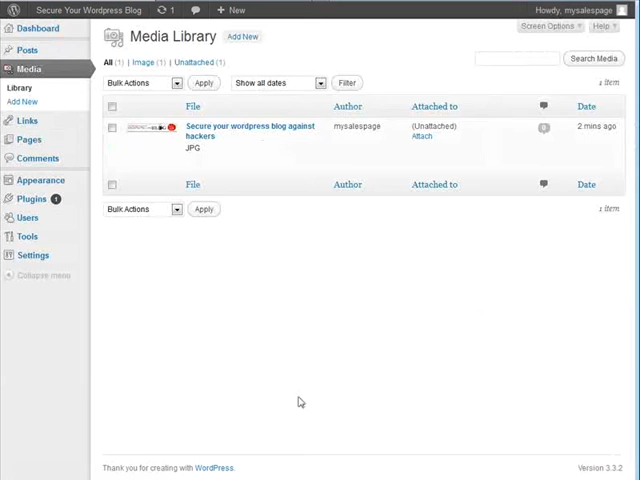 Secure Your Wordpress Blog 1 + New Howdy, mysalespage
Dashboard
Posts
Media
Library
Add New
Links
Pages
Comments
Appearance
Plugins 1
Users
Tools
Settings
Collapse menu
Screen Options Help
Media Library Add New
All (1) | Image (1) | Unattached (1)
Search Media
Bulk Actions Apply Show all dates Filter
1 item
File Author Attached to Date
Secure your wordpress blog against hackers mysalespage (Unattached) 0 2 mins ago
Attach
JPG
File Author Attached to Date
Bulk Actions Apply
1 item
Thank you for creating with WordPress.
Version 3.3.2